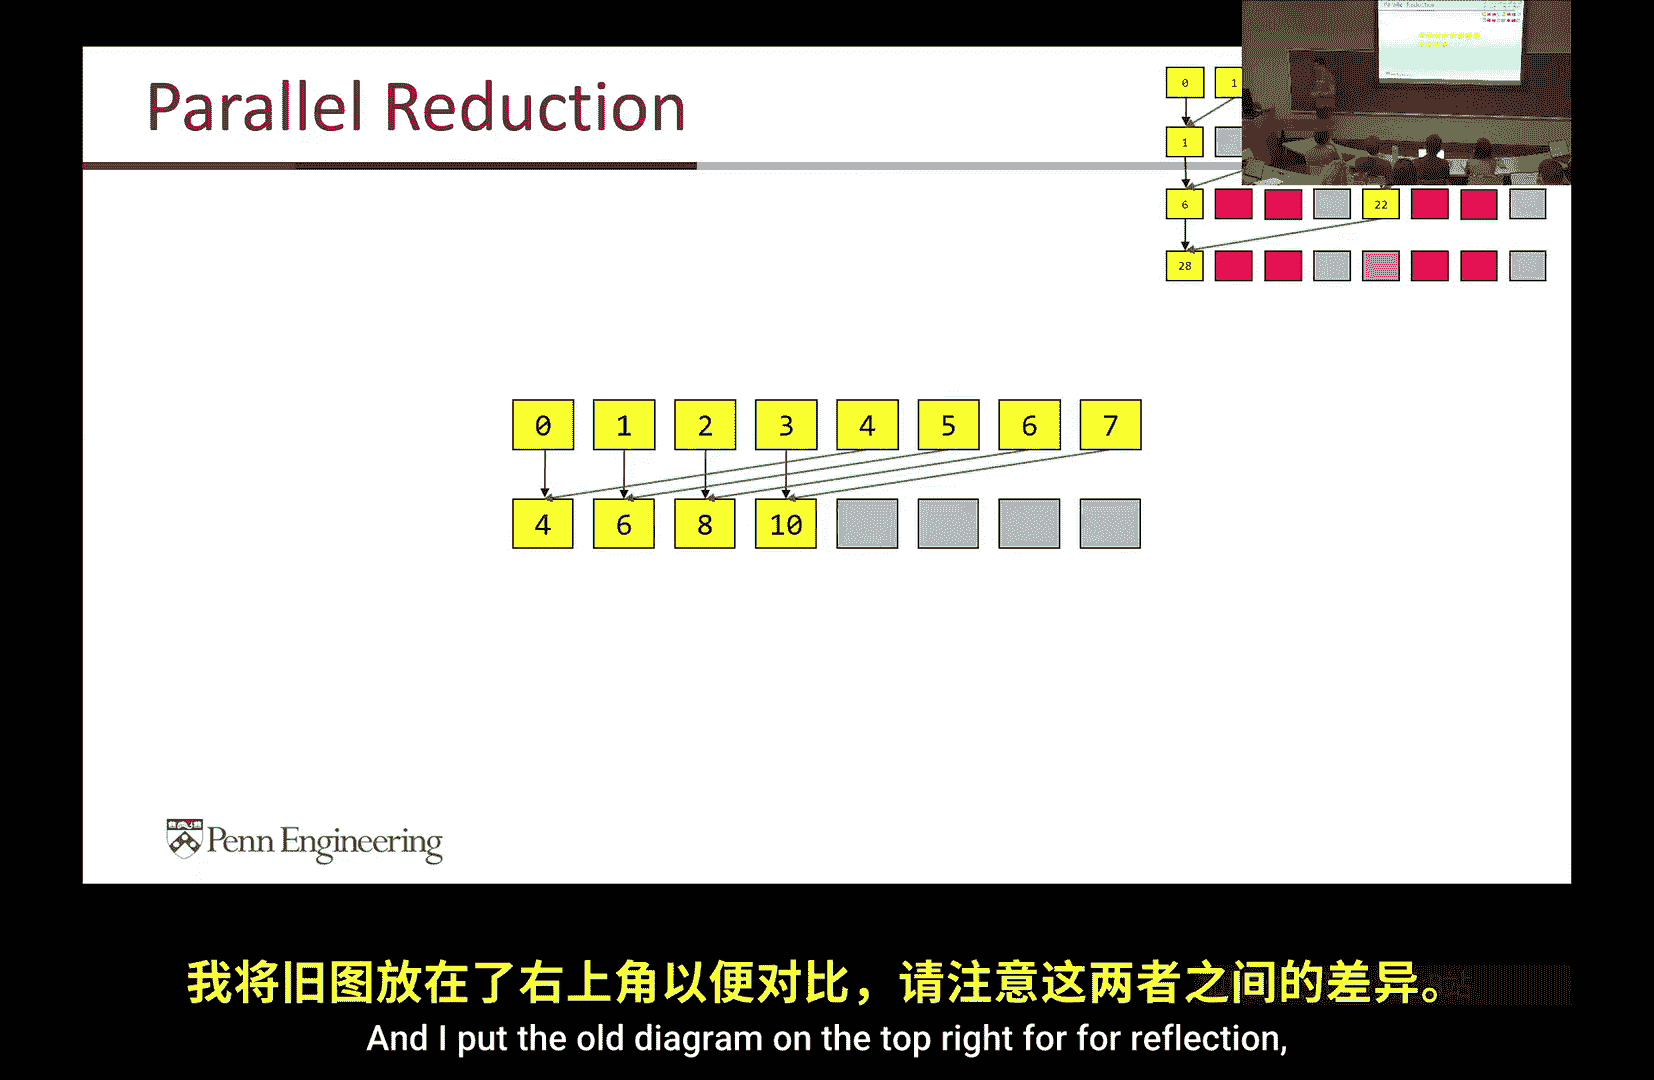 Parallel Reduction
0 1
1
6 22
28
0 1 2 3 4 5 6 7
4 6 8 10
Penn Engineering
我将旧图放在了右上角以便对比，请注意这两者之间的差异。
And I put the old diagram on the top right for for reflection,